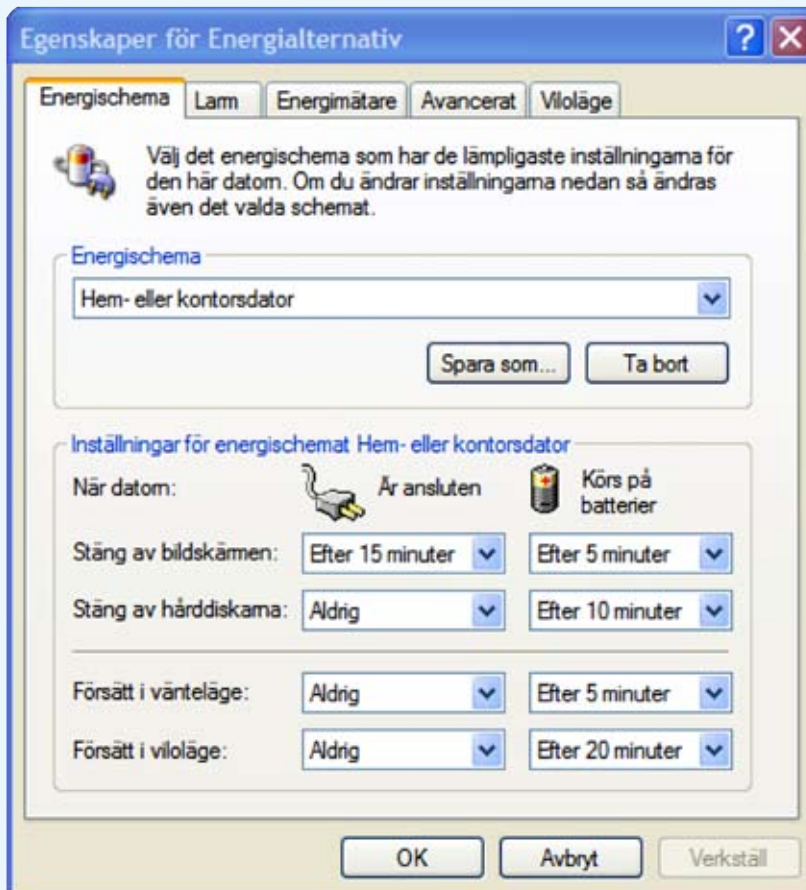 Egenskaper för Energialternativ
Energischema
Larm
Energimätare
Avancerat
Viloläge
Välj det energischema som har de lämpligaste inställningarna för
den här datorn. Om du ändrar inställningarna nedan så ändras
även det valda schemat.
Energischema
Hem- eller kontorsdator
Spara som...
Ta bort
Inställningar för energischemat Hem- eller kontorsdator
När datorn:
Är ansluten
Körs på
batterier
Stäng av bildskärmen:
Efter 15 minuter
Efter 5 minuter
Stäng av hårddiskarna:
Aldrig
Efter 10 minuter
Försätt i vänteläge:
Aldrig
Efter 5 minuter
Försätt i viloläge:
Aldrig
Efter 20 minuter
OK
Avbryt
Verkställ